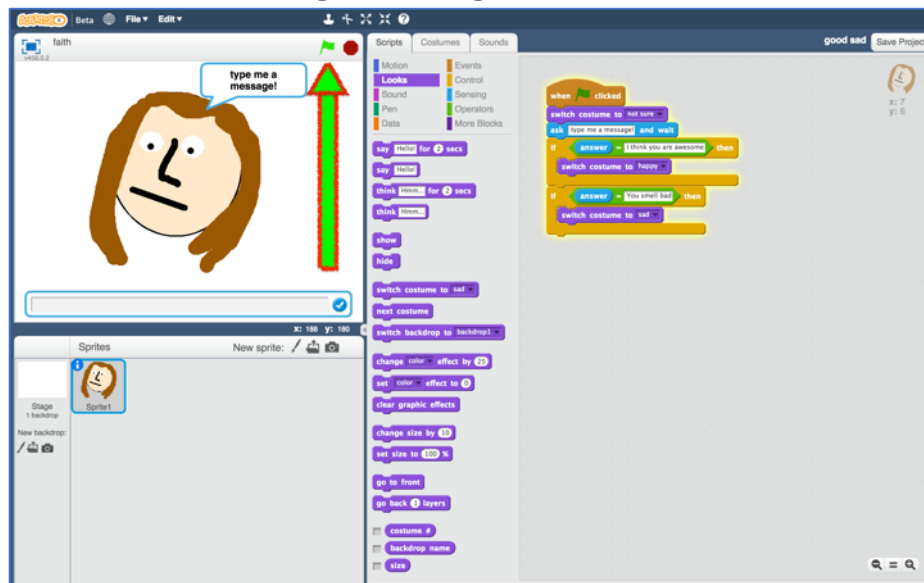 SCRATCH Beta File Edit
faith
v458.0.2
type me a
message!
x: 186 y: 180
Sprites New sprite:
Stage
1 backdrop
New backdrop:
Sprite1
Scripts Costumes Sounds
Motion Events
Looks Control
Sound Sensing
Pen Operators
Data More Blocks
say Hello! for 2 secs
say Hello!
think Hmm... for 2 secs
think Hmm...
show
hide
switch costume to sad
next costume
switch backdrop to backdrop1
change color effect by 25
set color effect to 0
clear graphic effects
change size by 10
set size to 100 %
go to front
go back 1 layers
costume #
backdrop name
size
good sad Save Project
when clicked
switch costume to not sure
ask type me a message! and wait
if answer = I think you are awesome then
switch costume to happy
if answer = You smell bad then
switch costume to sad
x: 7
y: 6